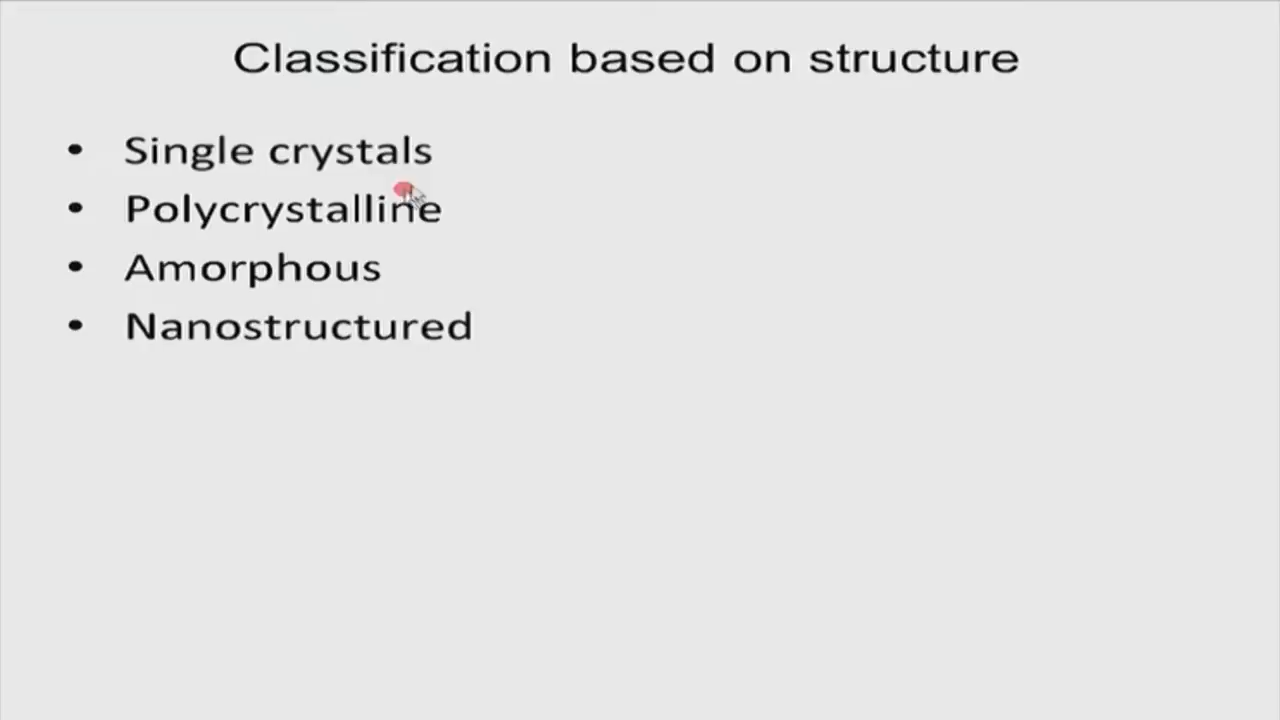 Classification based on structure
• Single crystals
• Polycrystalline
• Amorphous
• Nanostructured